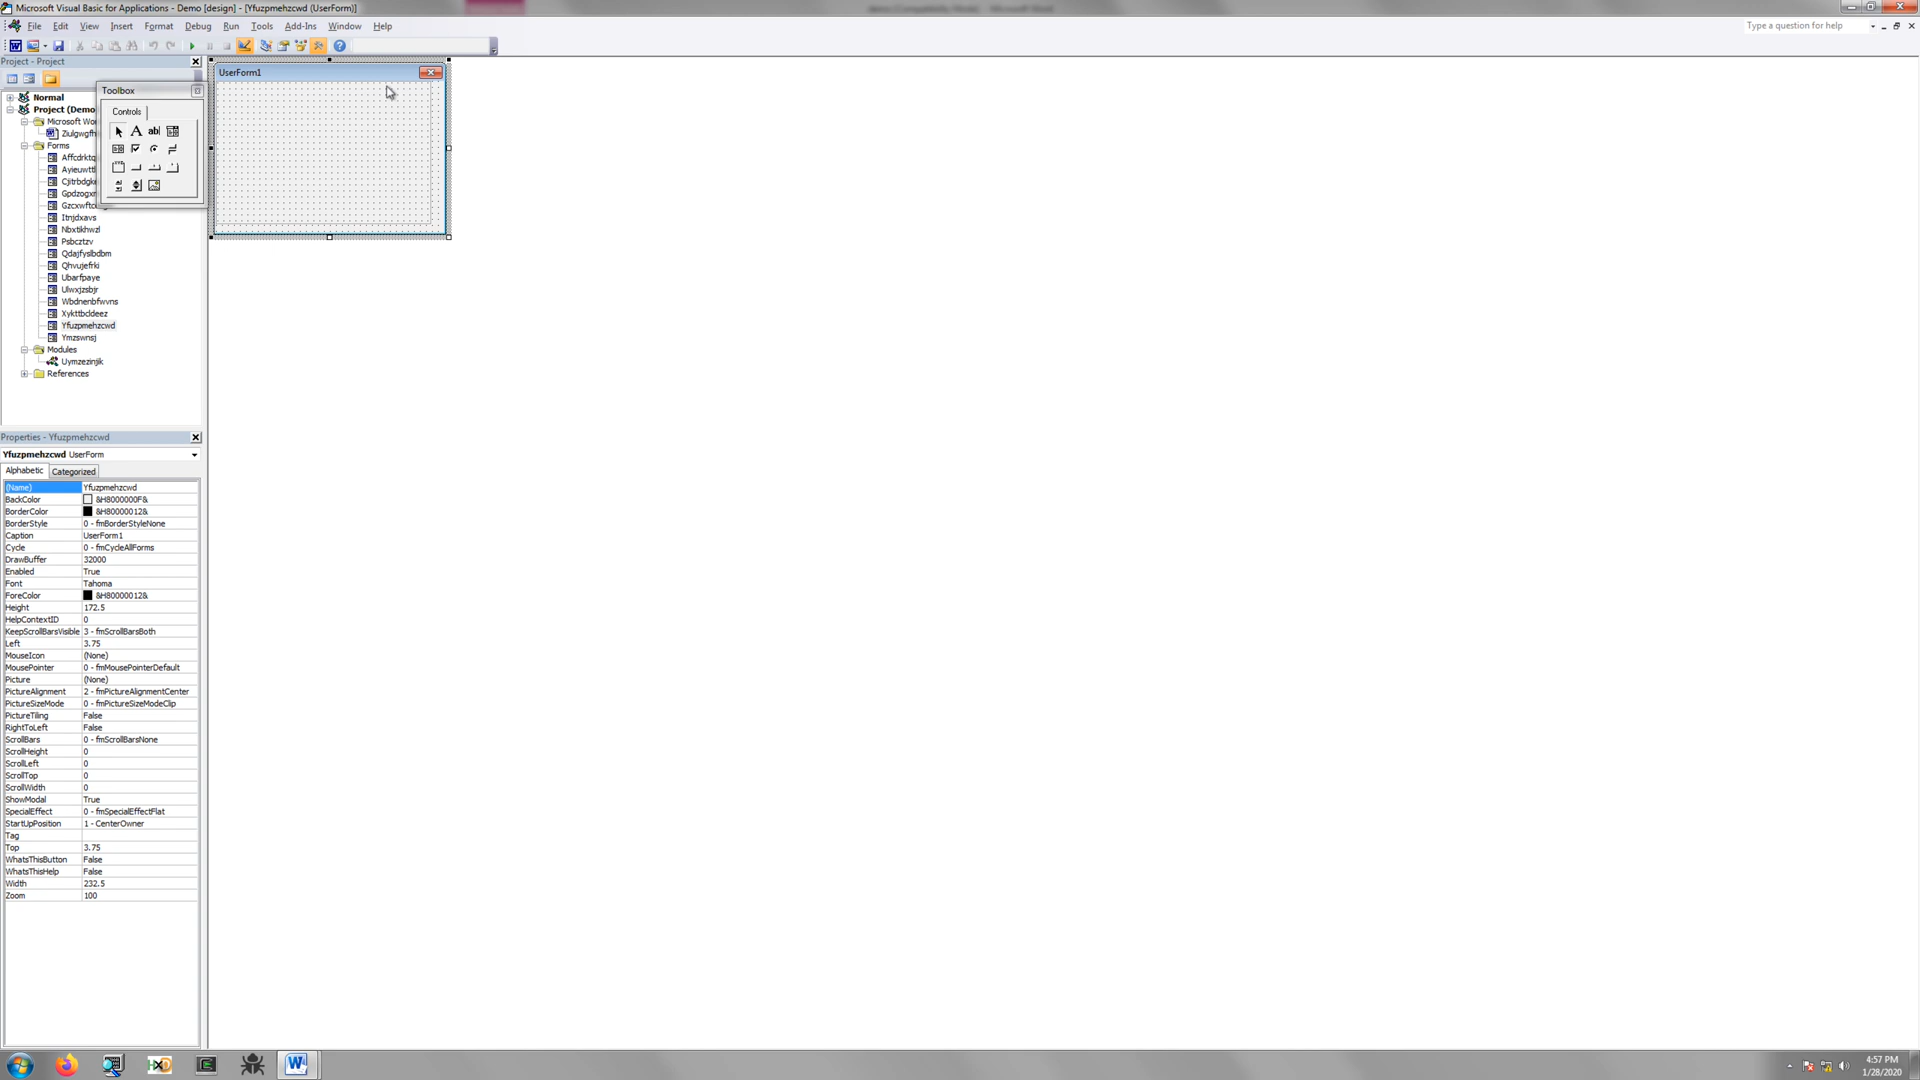 Microsoft Visual Basic for Applications - Demo [design] - [Yfuzpmehzcwd (UserForm)]
File Edit View Insert Format Debug Run Tools Add-Ins Window Help
Type a question for help
Project - Project
Normal
Project (Demo
Microsoft Wo
Forms
Itnjdxavs
Nbxtikhwzl
Psbcztzv
Qdajfyslbdbm
Qhvujefrki
Ubarfpaye
Ulwxjzsbjr
Wbdnenbfwvns
Xykttbcldeez
Yfuzpmehzcwd
Ymzswnsj
Modules
Uymzezinjik
References
Toolbox
Controls
A abl
UserForm1
Properties - Yfuzpmehzcwd
Yfuzpmehzcwd UserForm
Alphabetic Categorized
(Name) Yfuzpmehzcwd
BackColor &H8000000F&
BorderColor &H80000012&
BorderStyle 0 - fmBorderStyleNone
Caption UserForm1
Cycle 0 - fmCycleAllForms
DrawBuffer 32000
Enabled True
Font Tahoma
ForeColor &H80000012&
Height 172.5
HelpContextID 0
KeepScrollBarsVisible 3 - fmScrollBarsBoth
Left 3.75
MouseIcon (None)
MousePointer 0 - fmMousePointerDefault
Picture (None)
PictureAlignment 2 - fmPictureAlignmentCenter
PictureSizeMode 0 - fmPictureSizeModeClip
PictureTiling False
RightToLeft False
ScrollBars 0 - fmScrollBarsNone
ScrollHeight 0
ScrollLeft 0
ScrollTop 0
ScrollWidth 0
ShowModal True
SpecialEffect 0 - fmSpecialEffectFlat
StartUpPosition 1 - CenterOwner
Tag
Top 3.75
WhatsThisButton False
WhatsThisHelp False
Width 232.5
Zoom 100
4:57 PM
1/28/2020